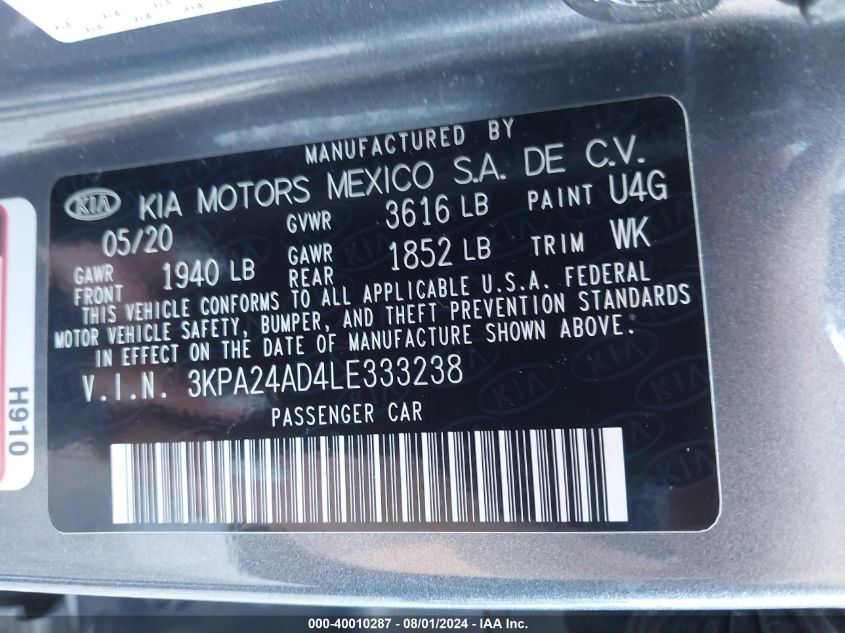 MANUFACTURED BY
KIA KIA MOTORS MEXICO S.A. DE C.V.
05/20 GVWR 3616 LB PAINT U4G
GAWR FRONT 1940 LB GAWR REAR 1852 LB TRIM WK
THIS VEHICLE CONFORMS TO ALL APPLICABLE U.S.A. FEDERAL
MOTOR VEHICLE SAFETY, BUMPER, AND THEFT PREVENTION STANDARDS
IN EFFECT ON THE DATE OF MANUFACTURE SHOWN ABOVE.
V.I.N. 3KPA24AD4LE333238
PASSENGER CAR
H910
000-40010287 - 08/01/2024 - IAA Inc.